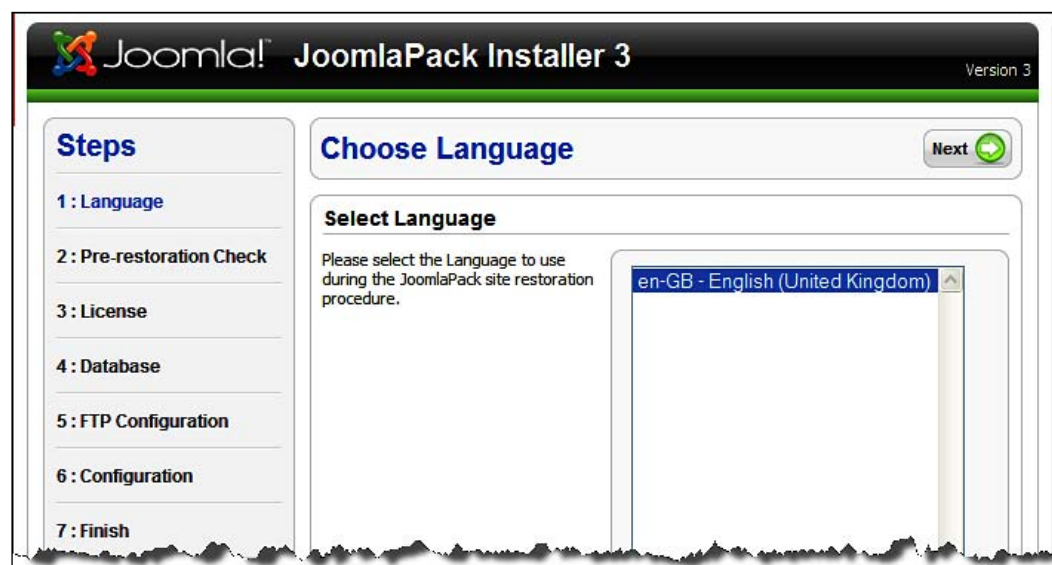 Joomla!™ JoomlaPack Installer 3
Version 3
Steps
1 : Language
2 : Pre-restoration Check
3 : License
4 : Database
5 : FTP Configuration
6 : Configuration
7 : Finish
Choose Language
Next
Select Language
Please select the Language to use
during the JoomlaPack site restoration
procedure.
en-GB - English (United Kingdom)